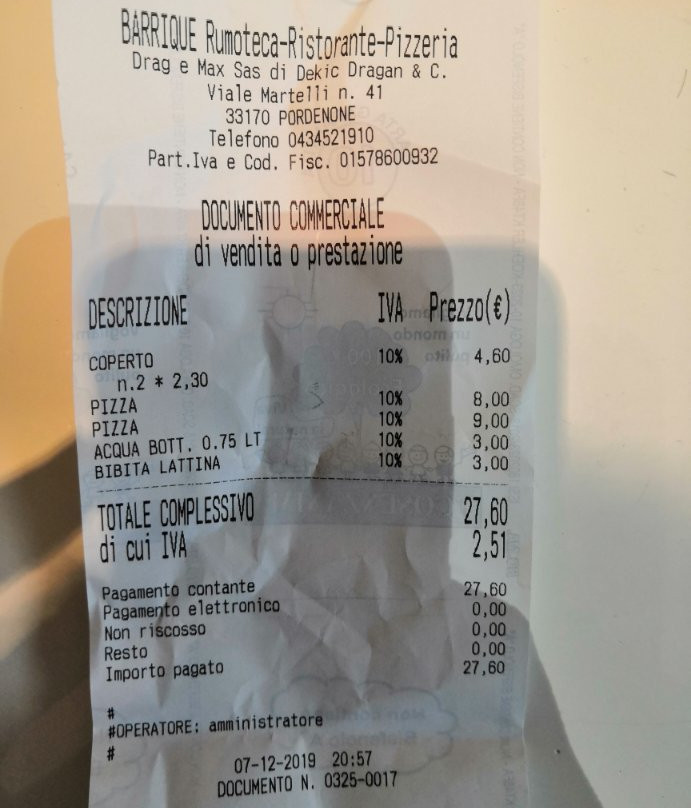 BARRIQUE Rumoteca-Ristorante-Pizzeria
Drag e Max Sas di Dekic Dragan & C.
Viale Martelli n. 41
33170 PORDENONE
Telefono 0434521910
Part.Iva e Cod. Fisc. 01578600932
DOCUMENTO COMMERCIALE
di vendita o prestazione
DESCRIZIONE IVA Prezzo(€)
COPERTO 10% 4,60
n.2 * 2,30
PIZZA 10% 8,00
PIZZA 10% 9,00
ACQUA BOTT. 0.75 LT 10% 3,00
BIBITA LATTINA 10% 3,00
TOTALE COMPLESSIVO 27,60
di cui IVA 2,51
Pagamento contante 27,60
Pagamento elettronico 0,00
Non riscosso 0,00
Resto 0,00
Importo pagato 27,60
#
#OPERATORE: amministratore
#
07-12-2019 20:57
DOCUMENTO N. 0325-0017